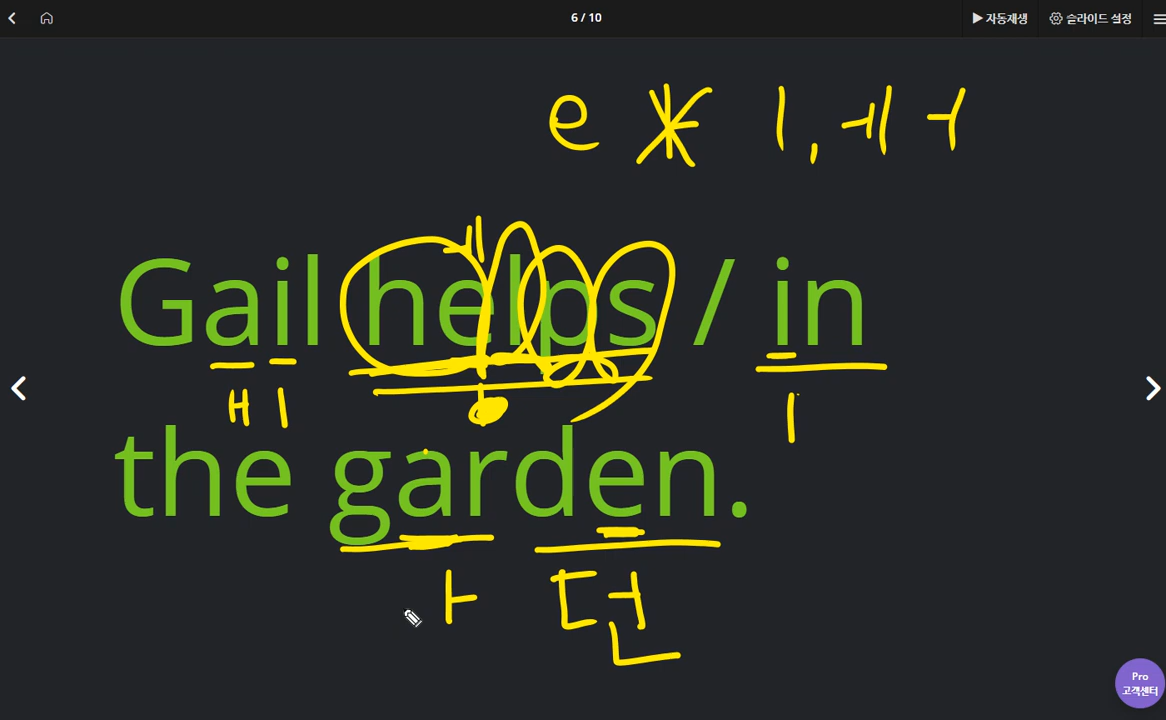 6 / 10
▶ 자동재생
슬라이드 설정
e * ㅣ, ㅔ ㅓ
Gail helps / in
ㅔ
ㅐ ㅣ
ㅣ
the garden.
ㅏ
던
Pro
고객센터